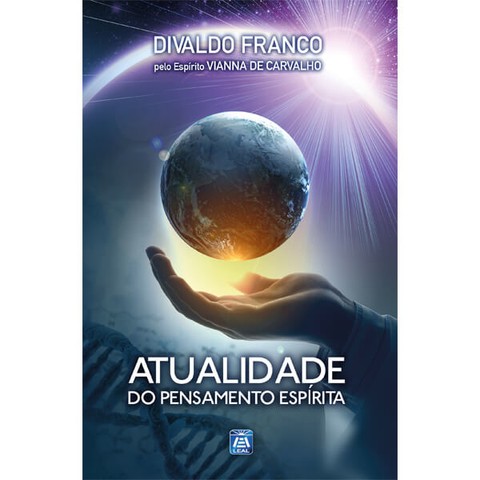 DIVALDO FRANCO
pelo Espírito VIANNA DE CARVALHO
ATUALIDADE
DO PENSAMENTO ESPÍRITA
LEAL